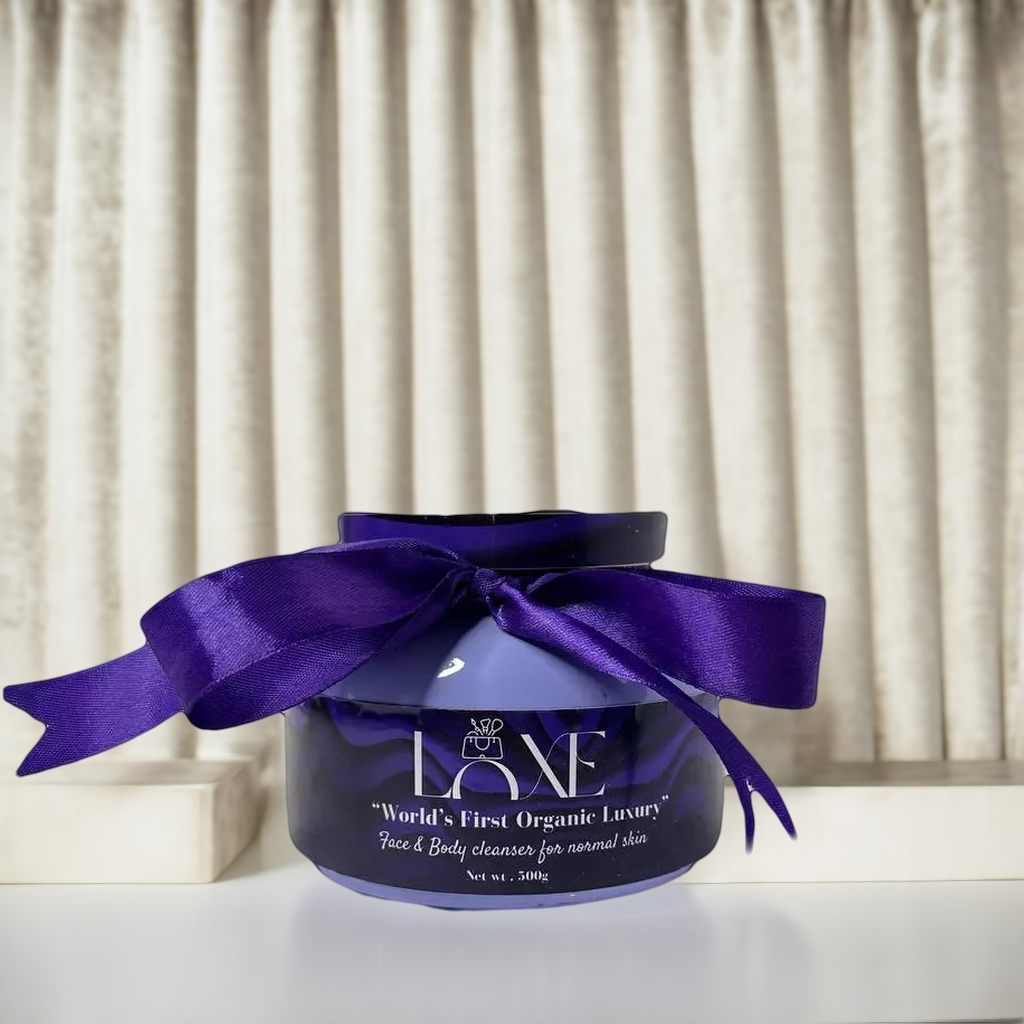 LOXE
“World's First Organic Luxury”
Face & Body cleanser for normal skin
Net wt . 500g